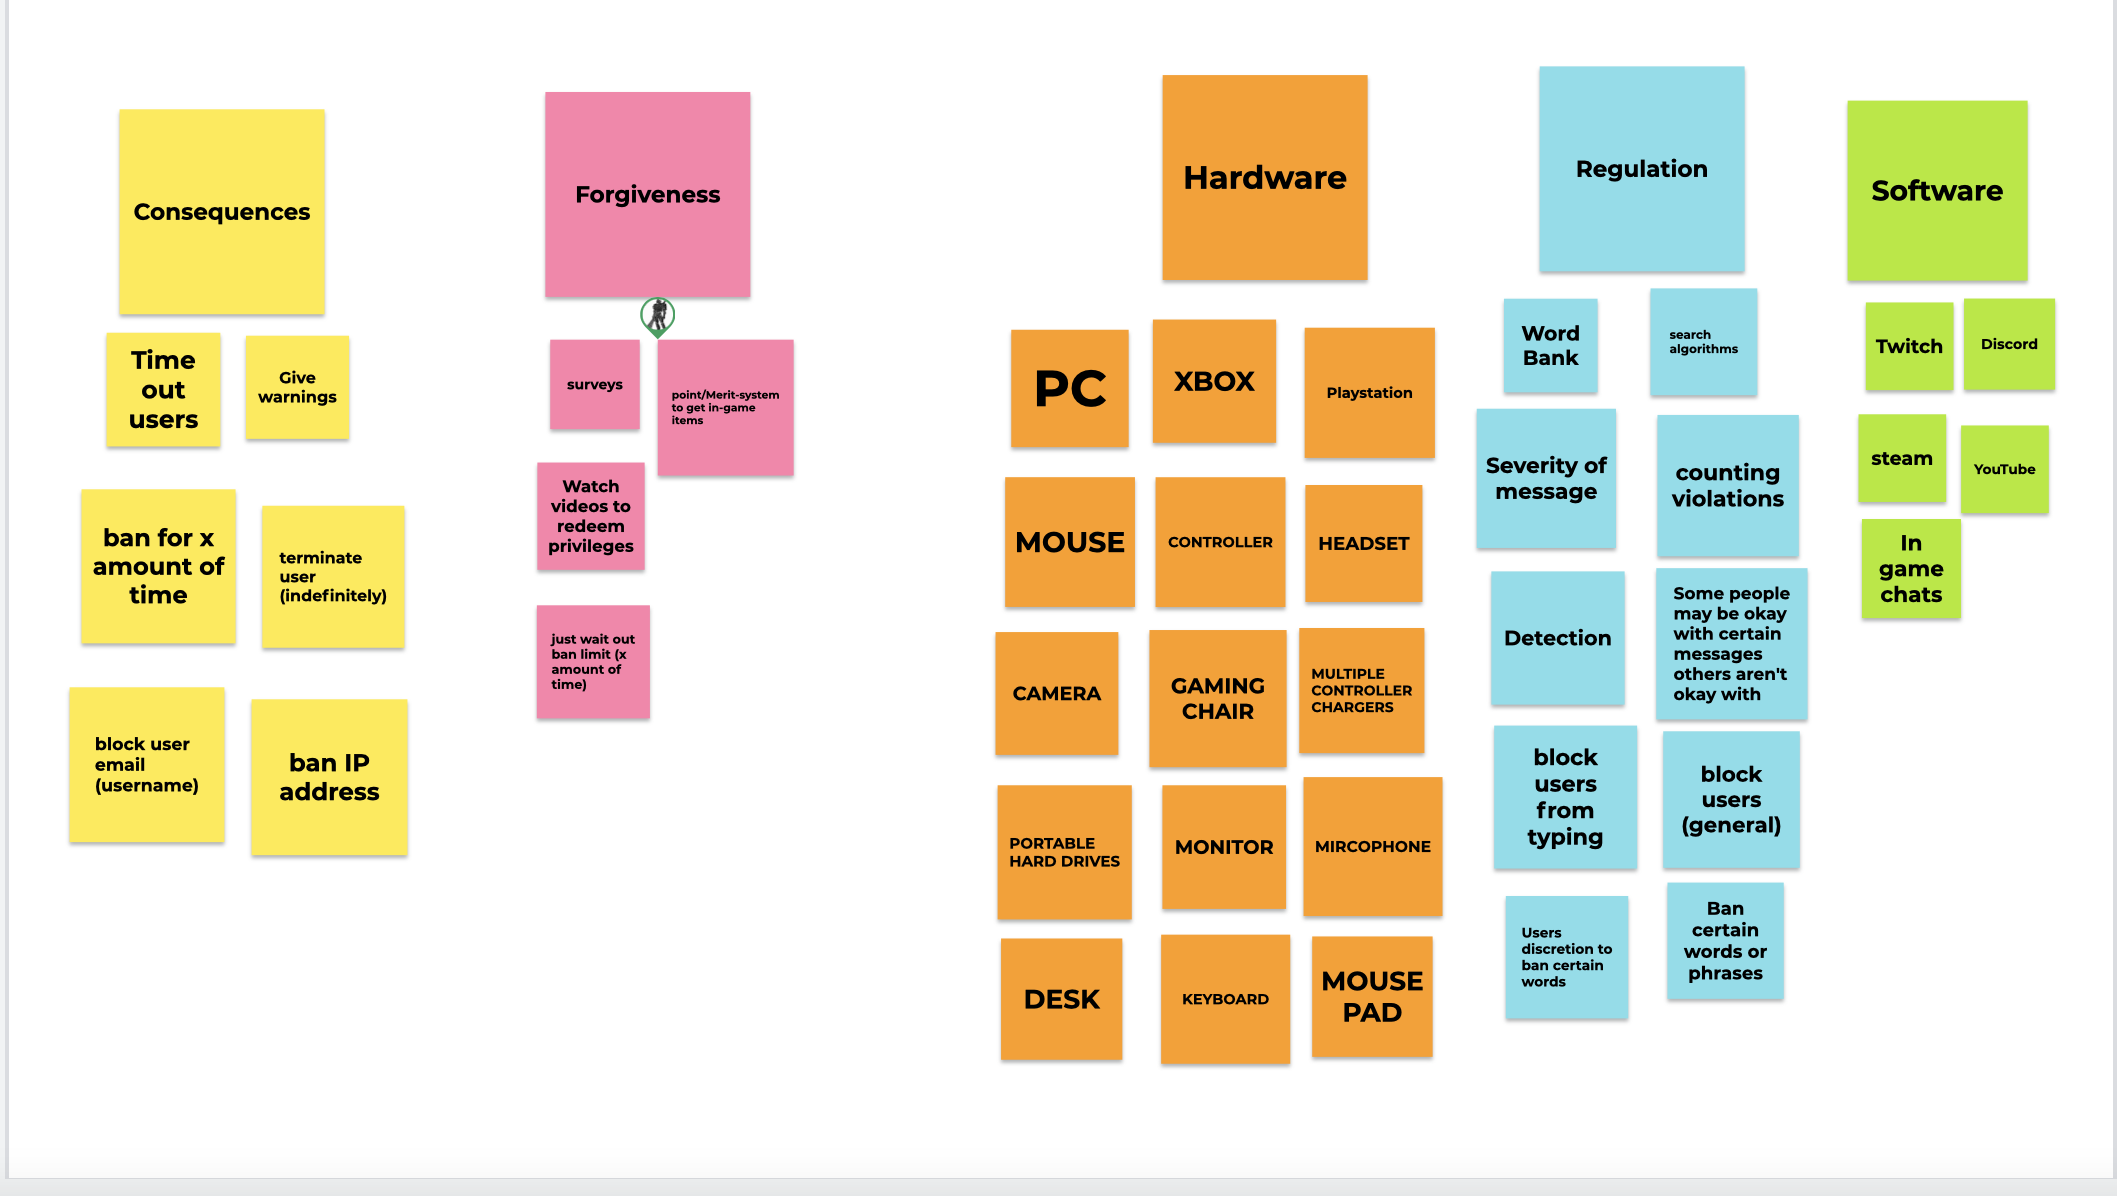 Consequences
Time
out
users
Give
warnings
ban for x
amount of
time
terminate
user
(indefinitely)
block user
email
(username)
ban IP
address
Forgiveness
surveys
point/Merit-system
to get in-game
items
Watch
videos to
redeem
privileges
just wait out
ban limit (x
amount of
time)
Hardware
PC
XBOX
Playstation
MOUSE
CONTROLLER
HEADSET
CAMERA
GAMING
CHAIR
MULTIPLE
CONTROLLER
CHARGERS
PORTABLE
HARD DRIVES
MONITOR
MIRCOPHONE
DESK
KEYBOARD
MOUSE
PAD
Regulation
Word
Bank
search
algorithms
Severity of
message
counting
violations
Detection
Some people
may be okay
with certain
messages
others aren't
okay with
block
users
from
typing
block
users
(general)
Users
discretion to
ban certain
words
Ban
certain
words or
phrases
Software
Twitch
Discord
steam
YouTube
In
game
chats